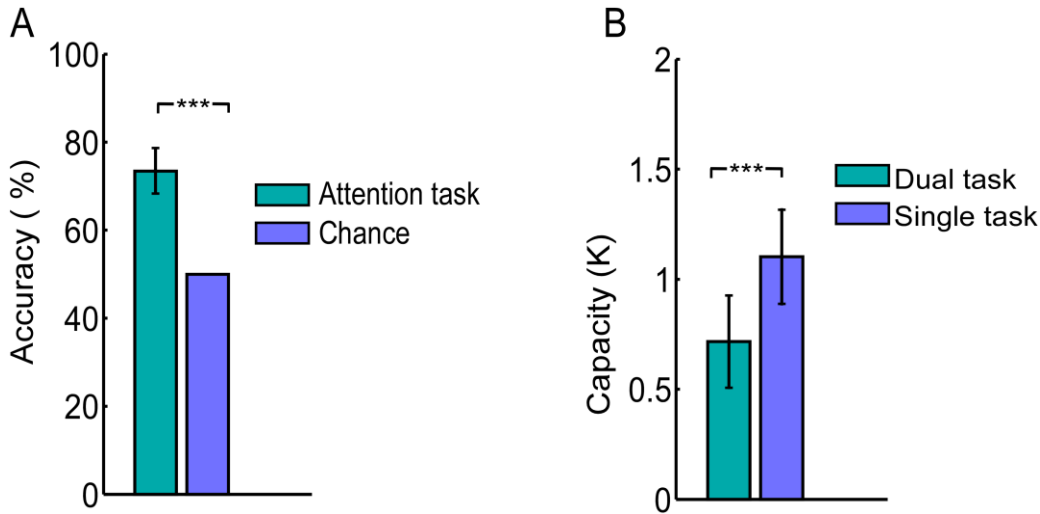 A
Accuracy ( %)
100
80
60
40
20
0
***
Attention task
Chance
B
Capacity (K)
2
1.5
1
0.5
0
***
Dual task
Single task